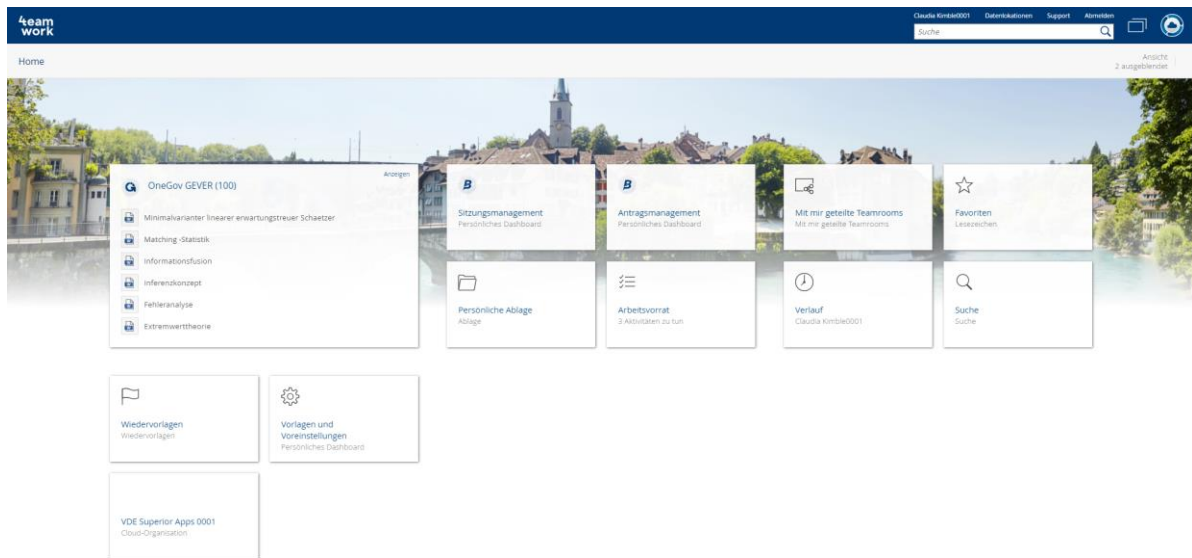 4team
work
Claudia Kimble0001 Datenlokationen Support Abmelden
Suche
Home
Ansicht
2 ausgeblendet
OneGov GEVER (100)
Anzeigen
Minimalvarianter linearer erwartungstreuer Schaetzer
Matching -Statistik
Informationsfusion
Inferenzkonzept
Fehleranalyse
Extremwerttheorie
Sitzungsmanagement
Persönliches Dashboard
Antragsmanagement
Persönliches Dashboard
Mit mir geteilte Teamrooms
Mit mir geteilte Teamrooms
Favoriten
Lesezeichen
Persönliche Ablage
Ablage
Arbeitsvorrat
3 Aktivitäten zu tun
Verlauf
Claudia Kimble0001
Suche
Suche
Wiedervorlagen
Wiedervorlagen
Vorlagen und
Voreinstellungen
Persönliches Dashboard
VDE Superior Apps 0001
Cloud-Organisation